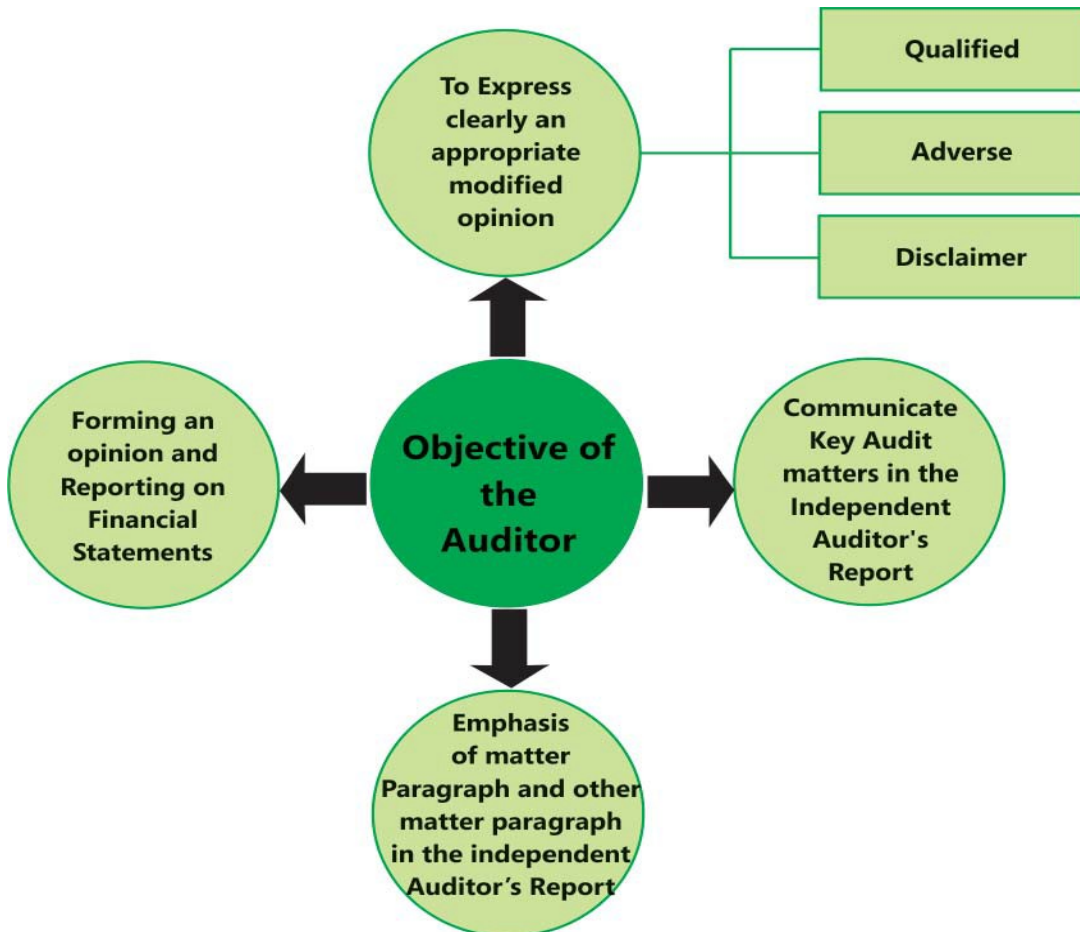 To Express
clearly an
appropriate
modified
opinion
Qualified
Adverse
Disclaimer
Forming an
opinion and
Reporting on
Financial
Statements
Objective of
the
Auditor
Communicate
Key Audit
matters in the
Independent
Auditor's
Report
Emphasis
of matter
Paragraph and other
matter paragraph
in the independent
Auditor’s Report